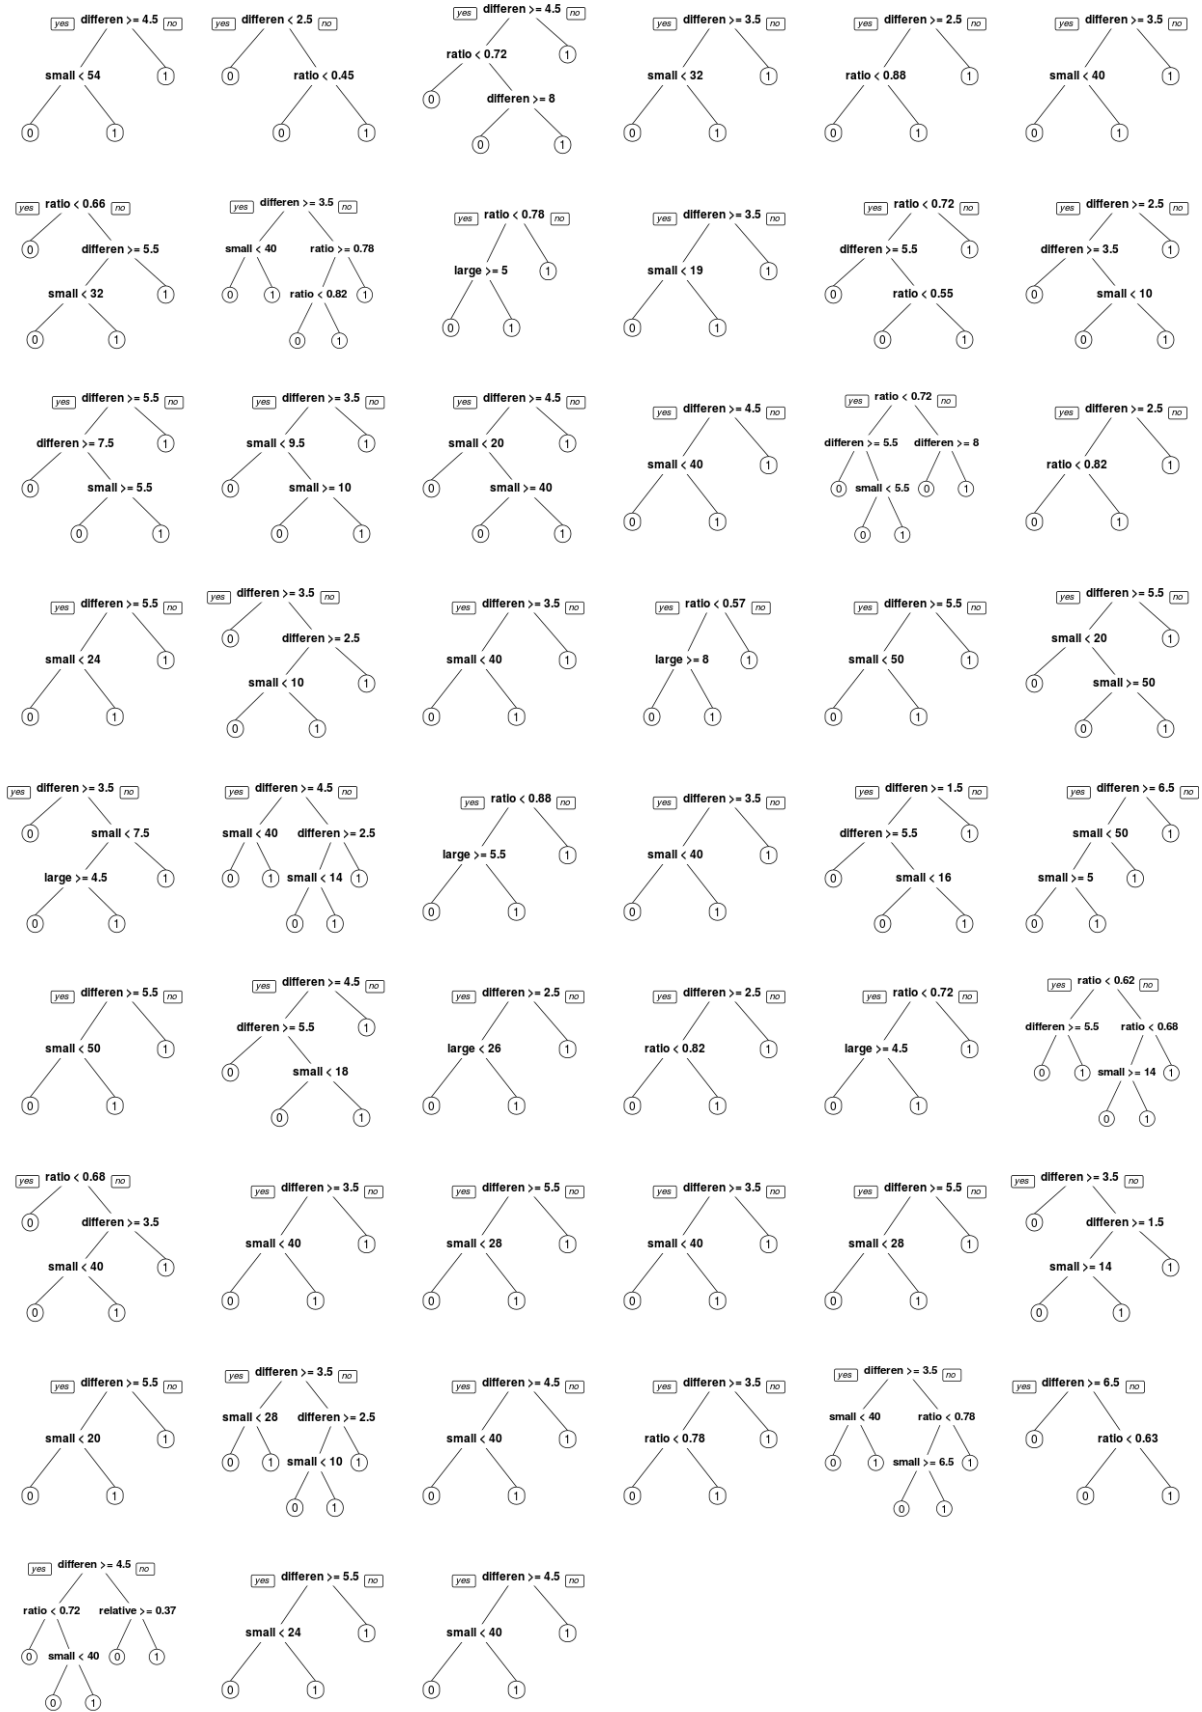 yes differen >= 4.5 no
small < 54
1
0 1
yes differen < 2.5 no
0 ratio < 0.45
0 1
yes differen >= 4.5 no
ratio < 0.72 1
0 differen >= 8
0 1
yes differen >= 3.5 no
small < 32 1
0 1
yes differen >= 2.5 no
ratio < 0.88 1
0 1
yes differen >= 3.5 no
small < 40 1
0 1
yes ratio < 0.66 no
0 differen >= 5.5
small < 32 1
0 1
yes differen >= 3.5 no
small < 40 ratio >= 0.78
0 1 ratio < 0.82 1
0 1
yes ratio < 0.78 no
large >= 5 1
0 1
yes differen >= 3.5 no
small < 19 1
0 1
yes ratio < 0.72 no
differen >= 5.5 1
0 ratio < 0.55
0 1
yes differen >= 2.5 no
differen >= 3.5 1
0 small < 10
0 1
yes differen >= 5.5 no
differen >= 7.5 1
0 small >= 5.5
0 1
yes differen >= 3.5 no
small < 9.5 1
0 small >= 10
0 1
yes differen >= 4.5 no
small < 20 1
0 small >= 40
0 1
yes differen >= 4.5 no
small < 40 1
0 1
yes ratio < 0.72 no
differen >= 5.5 differen >= 8
0 small < 5.5 0 1
0 1
yes differen >= 2.5 no
ratio < 0.82 1
0 1
yes differen >= 5.5 no
small < 24 1
0 1
yes differen >= 3.5 no
0 differen >= 2.5
small < 10 1
0 1
yes differen >= 3.5 no
small < 40 1
0 1
yes ratio < 0.57 no
large >= 8 1
0 1
yes differen >= 5.5 no
small < 50 1
0 1
yes differen >= 5.5 no
small < 20 1
0 small >= 50
0 1
yes differen >= 3.5 no
0 small < 7.5
large >= 4.5 1
0 1
yes differen >= 4.5 no
small < 40 differen >= 2.5
0 1 small < 14 1
0 1
yes ratio < 0.88 no
large >= 5.5 1
0 1
yes differen >= 3.5 no
small < 40 1
0 1
yes differen >= 1.5 no
differen >= 5.5 1
0 small < 16
0 1
yes differen >= 6.5 no
small < 50 1
small >= 5 1
0 1
yes differen >= 5.5 no
small < 50 1
0 1
yes differen >= 4.5 no
differen >= 5.5 1
0 small < 18
0 1
yes differen >= 2.5 no
large < 26 1
0 1
yes differen >= 2.5 no
ratio < 0.82 1
0 1
yes ratio < 0.72 no
large >= 4.5 1
0 1
yes ratio < 0.62 no
differen >= 5.5 ratio < 0.68
0 1 small >= 14 1
0 1
yes ratio < 0.68 no
0 differen >= 3.5
small < 40 1
0 1
yes differen >= 3.5 no
small < 40 1
0 1
yes differen >= 5.5 no
small < 28 1
0 1
yes differen >= 3.5 no
small < 40 1
0 1
yes differen >= 5.5 no
small < 28 1
0 1
yes differen >= 3.5 no
0 differen >= 1.5
small >= 14 1
0 1
yes differen >= 5.5 no
small < 20 1
0 1
yes differen >= 3.5 no
small < 28 differen >= 2.5
0 1 small < 10 1
0 1
yes differen >= 4.5 no
small < 40 1
0 1
yes differen >= 3.5 no
ratio < 0.78 1
0 1
yes differen >= 3.5 no
small < 40 ratio < 0.78
0 1 small >= 6.5 1
0 1
yes differen >= 6.5 no
0 ratio < 0.63
0 1
yes differen >= 4.5 no
ratio < 0.72 relative >= 0.37
0 small < 40 0 1
0 1
yes differen >= 5.5 no
small < 24 1
0 1
yes differen >= 4.5 no
small < 40 1
0 1